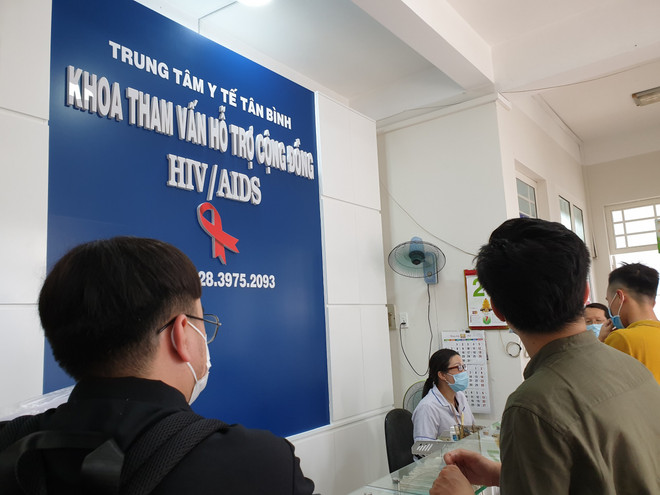 TRUNG TÂM Y TẾ TÂN BÌNH
KHOA THAM VẤN HỖ TRỢ CỘNG ĐỒNG
HIV/AIDS
28.3975.2093